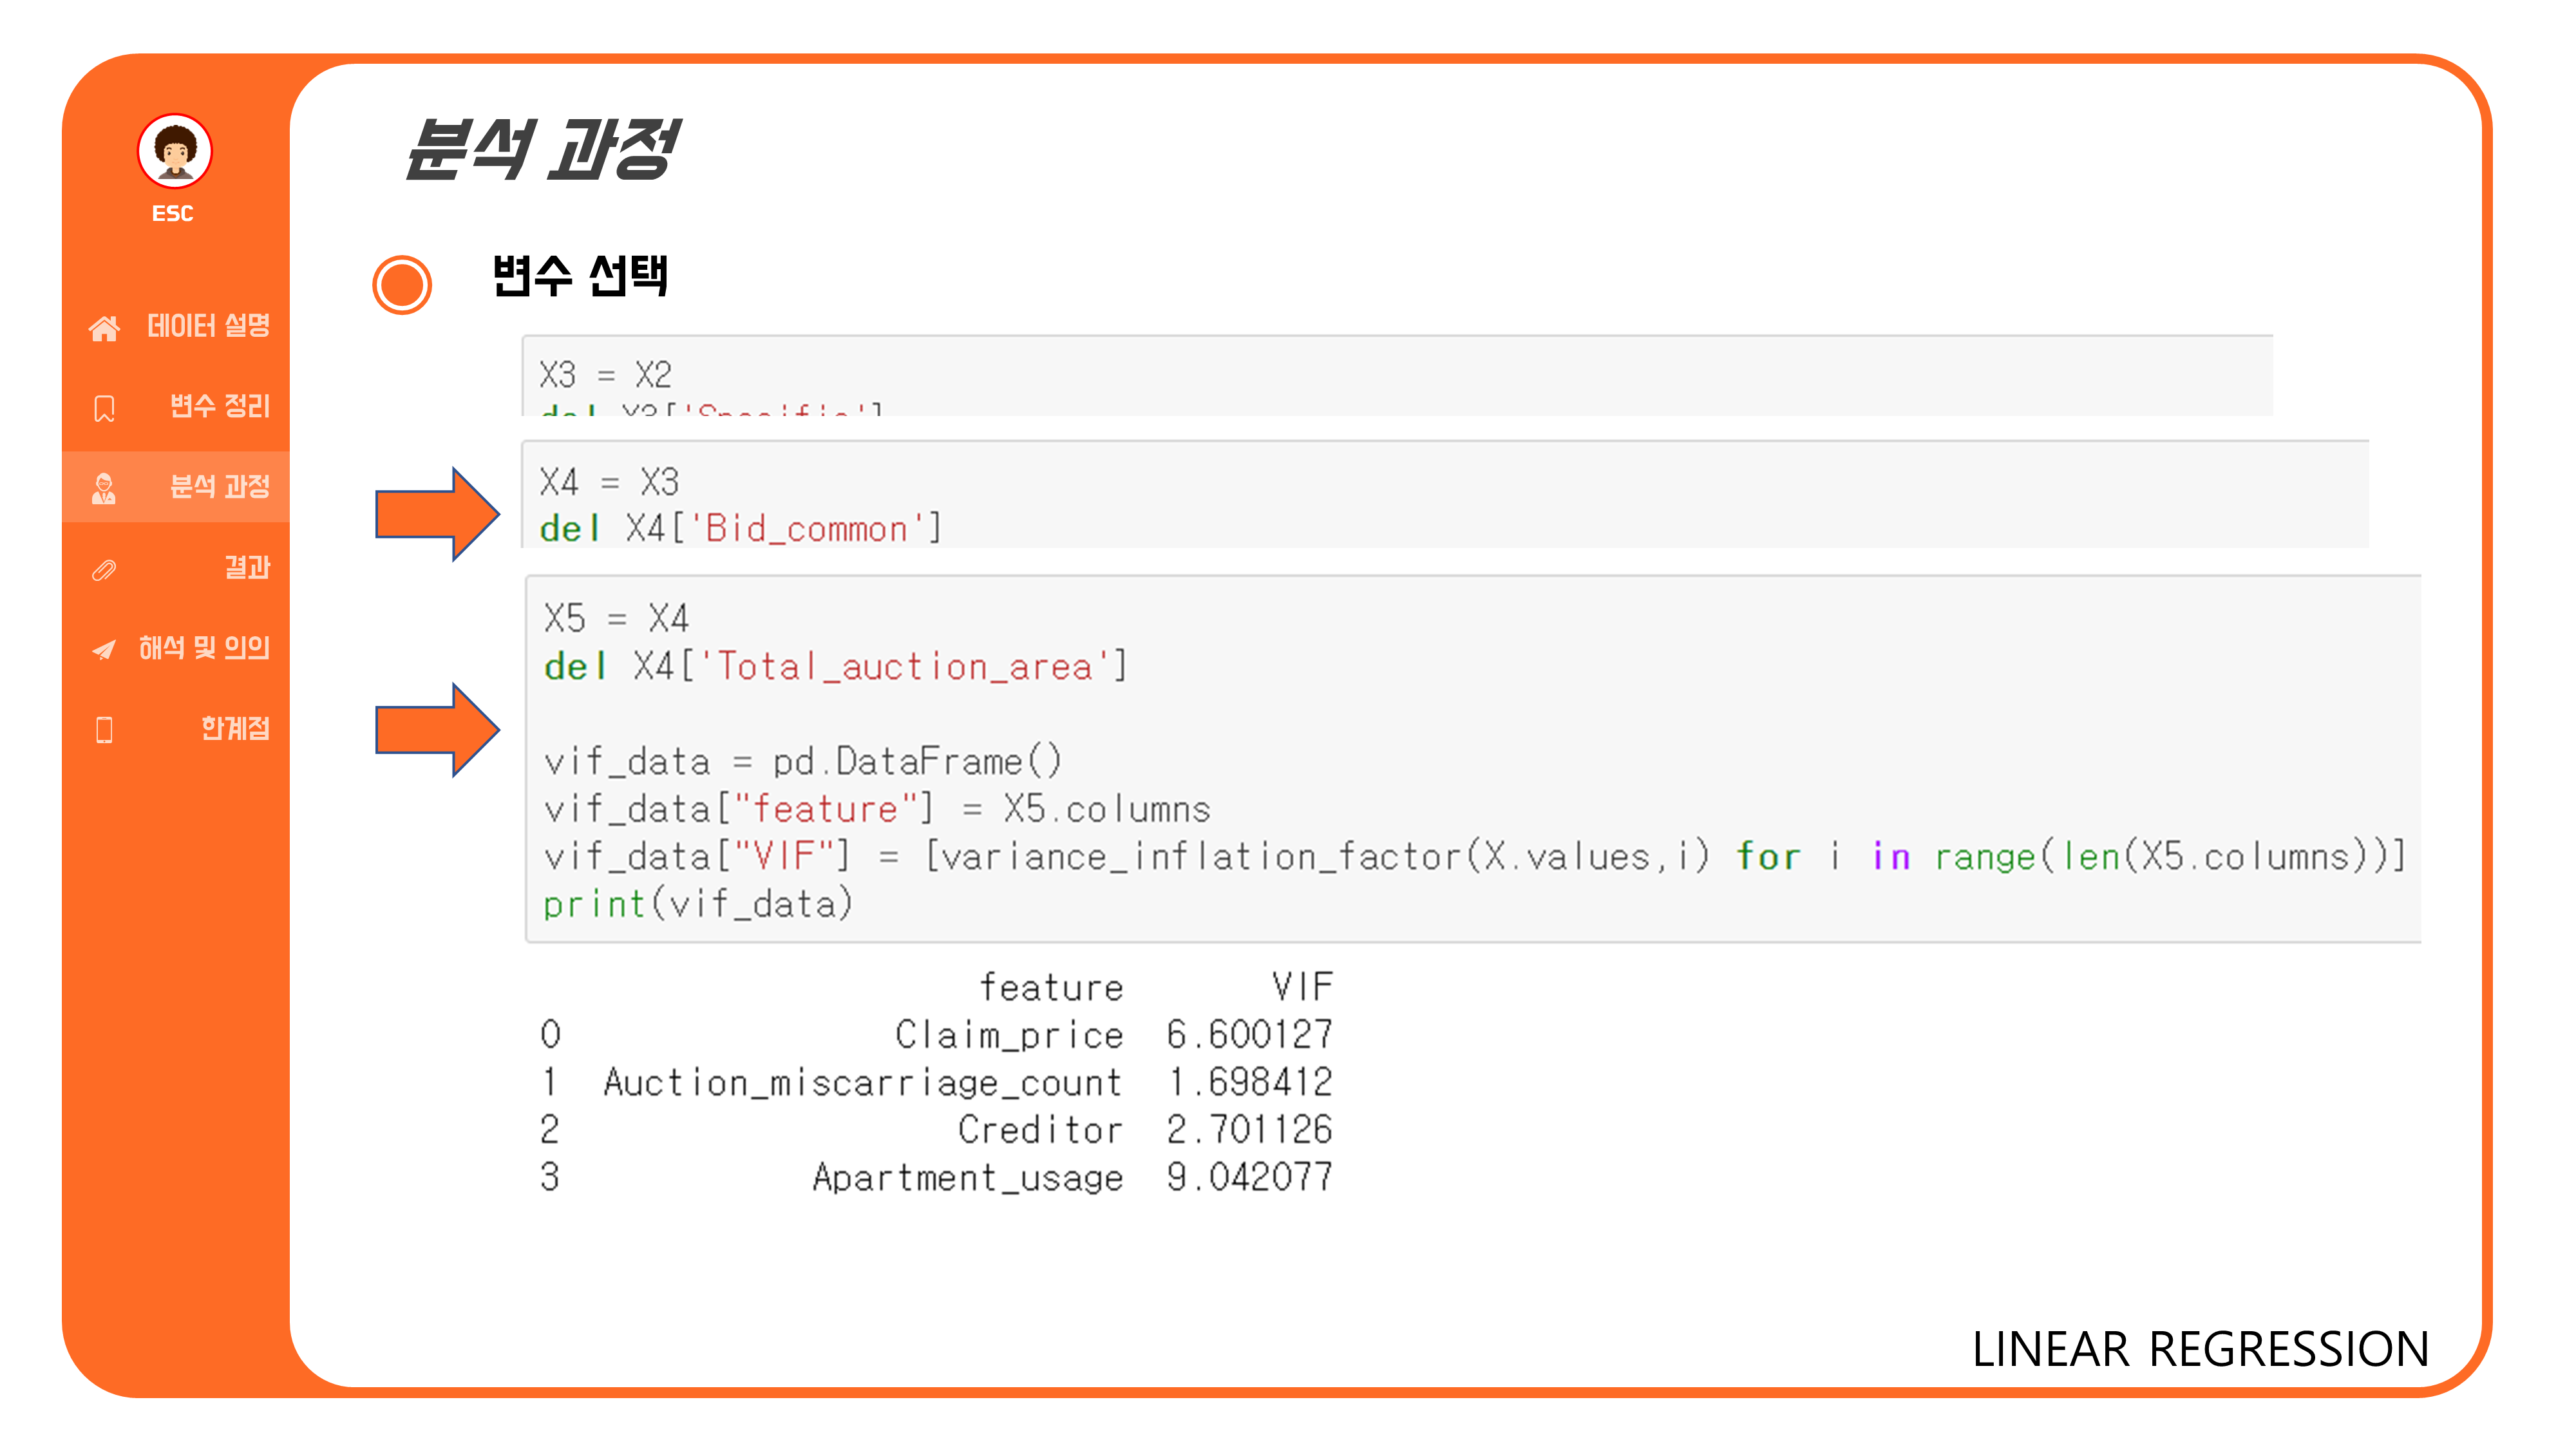 ESC
데이터 설명
변수 정리
분석 과정
결과
해석 및 의의
한계점
분석 과정
변수 선택
X3 = X2
del X3['Specific']
X4 = X3
del X4['Bid_common']
X5 = X4
del X4['Total_auction_area']
vif_data = pd.DataFrame()
vif_data["feature"] = X5.columns
vif_data["VIF"] = [variance_inflation_factor(X.values,i) for i in range(len(X5.columns))]
print(vif_data)
feature VIF
0 Claim_price 6.600127
1 Auction_miscarriage_count 1.698412
2 Creditor 2.701126
3 Apartment_usage 9.042077
LINEAR REGRESSION